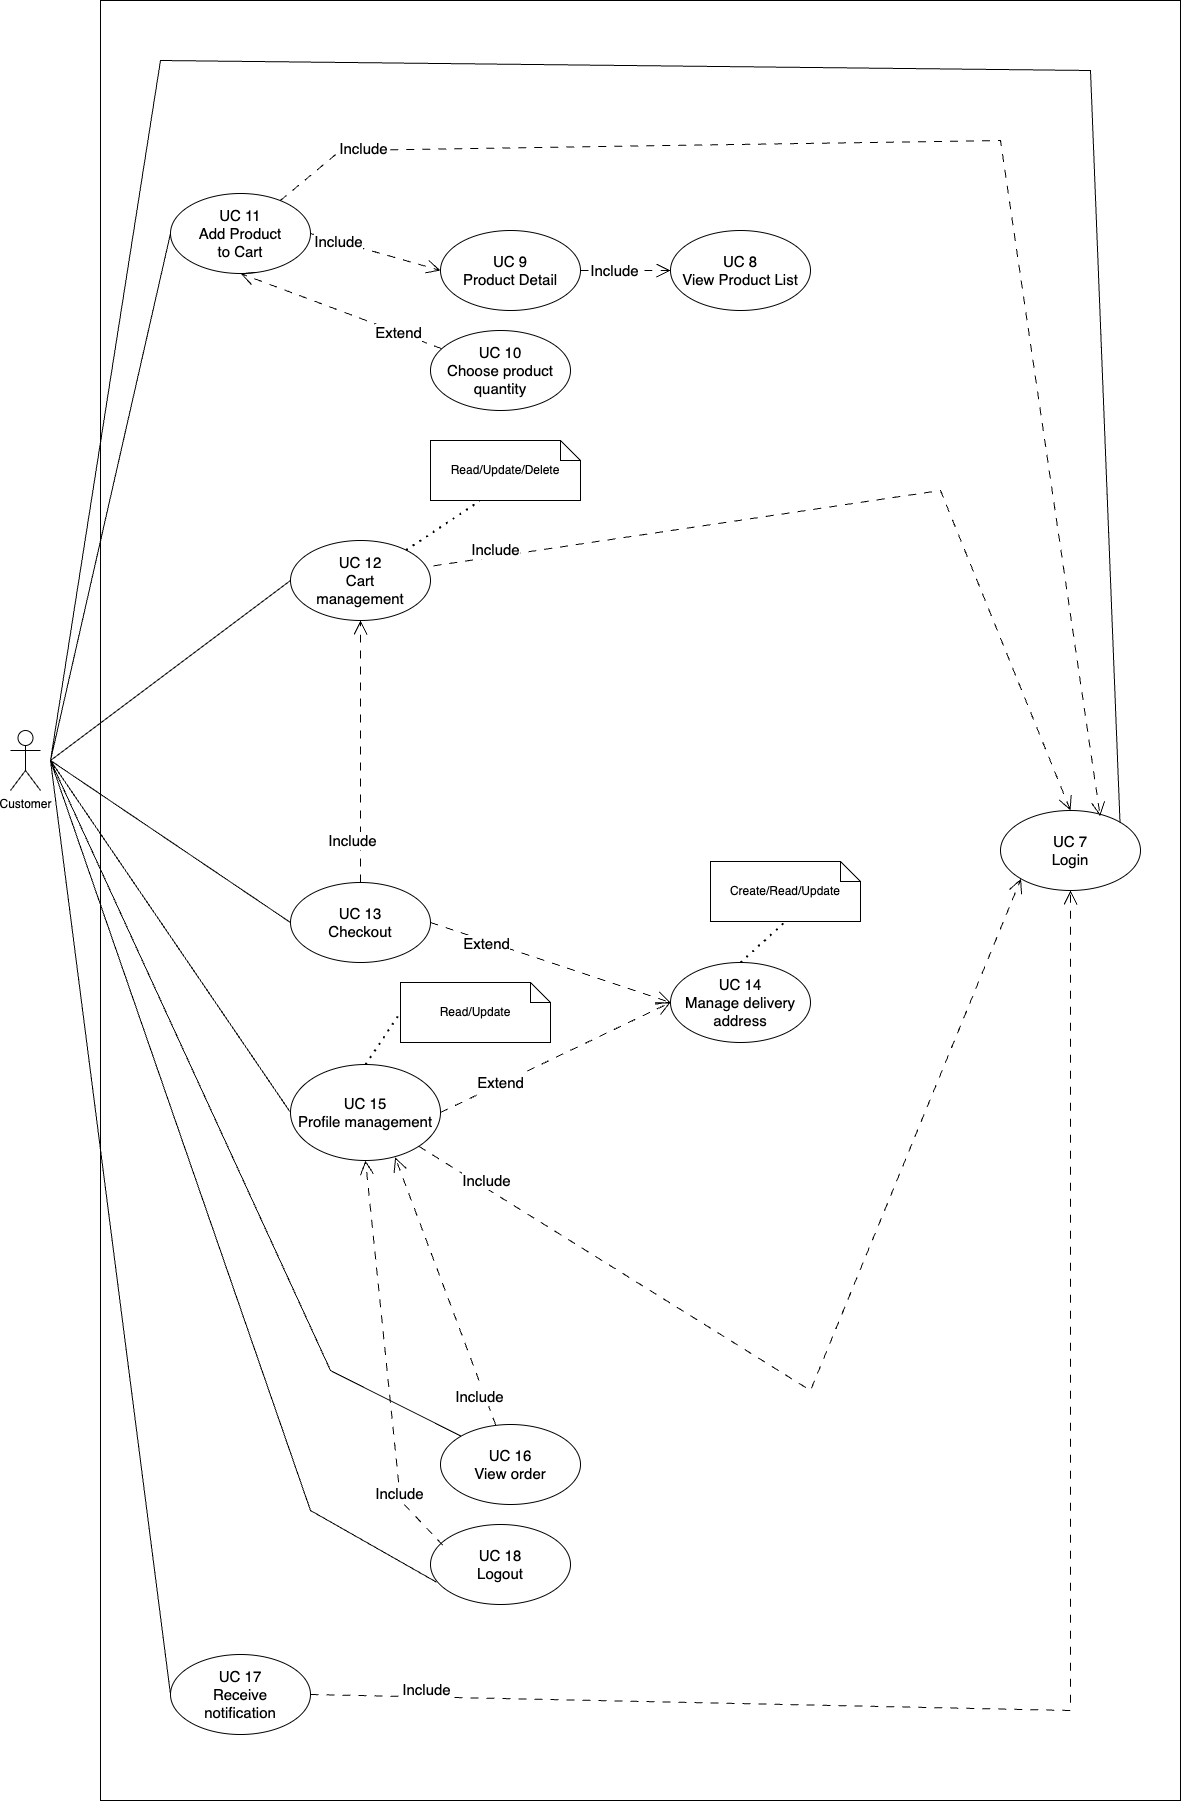 Include
UC 11
Add Product
to Cart
Include
UC 9
Product Detail
Include
UC 8
View Product List
Extend
UC 10
Choose product
quantity
Read/Update/Delete
Include
UC 12
Cart
management
Customer
Include
UC 7
Login
Create/Read/Update
UC 13
Checkout
Extend
UC 14
Manage delivery
address
Read/Update
Extend
UC 15
Profile management
Include
Include
UC 16
View order
Include
UC 18
Logout
UC 17
Receive
notification
Include